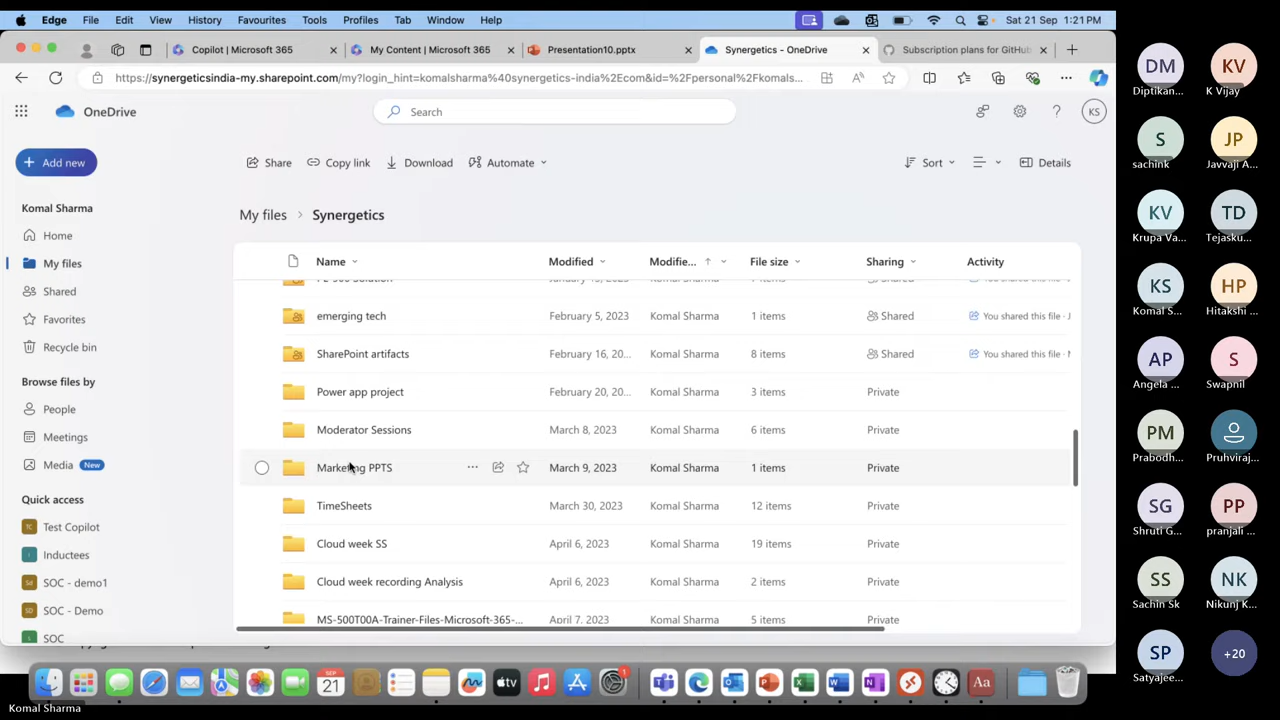 Edge File Edit View History Favourites Tools Profiles Tab Window Help Sat 21 Sep 1:21 PM
Copilot | Microsoft 365 My Content | Microsoft 365 Presentation10.pptx Synergetics - OneDrive Subscription plans for GitHub
https://synergeticsindia-my.sharepoint.com/my?login_hint=komalsharma%40synergetics-india%2Ecom&id=%2Fpersonal%2Fkomals...
OneDrive
Search
KS
Add new
Share Copy link Download Automate Sort Details
Komal Sharma
Home
My files
Shared
Favorites
Recycle bin
Browse files by
People
Meetings
Media New
Quick access
Test Copilot
Inductees
SOC - demo1
SOC - Demo
SOC
My files > Synergetics
Name Modified Modifie... File size Sharing Activity
emerging tech February 5, 2023 Komal Sharma 1 items Shared You shared this file · J
SharePoint artifacts February 16, 20... Komal Sharma 8 items Shared You shared this file ·
Power app project February 20, 20... Komal Sharma 3 items Private
Moderator Sessions March 8, 2023 Komal Sharma 6 items Private
Marketing PPTS March 9, 2023 Komal Sharma 1 items Private
TimeSheets March 30, 2023 Komal Sharma 12 items Private
Cloud week SS April 6, 2023 Komal Sharma 19 items Private
Cloud week recording Analysis April 6, 2023 Komal Sharma 2 items Private
MS-500T00A-Trainer-Files-Microsoft-365-... April 7, 2023 Komal Sharma 5 items Private
SEP
21
tv
Aa
Komal Sharma
DM KV
Diptikan... K Vijay
S JP
sachink Javvaji A...
KV TD
Krupa Va... Tejasku...
KS HP
Komal S... Hitakshi ...
AP S
Angela ... Swapnil
PM
Prabodh... Pruhviraj...
SG PP
Shruti G... pranjali ...
SS NK
Sachin Sk Nikunj K...
SP +20
Satyajee...